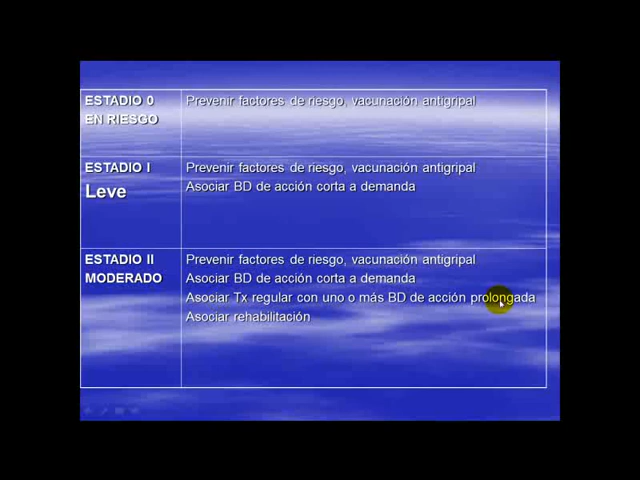 ESTADIO 0
EN RIESGO
Prevenir factores de riesgo, vacunación antigripal
ESTADIO I
Leve
Prevenir factores de riesgo, vacunación antigripal
Asociar BD de acción corta a demanda
ESTADIO II
MODERADO
Prevenir factores de riesgo, vacunación antigripal
Asociar BD de acción corta a demanda
Asociar Tx regular con uno o más BD de acción prolongada
Asociar rehabilitación